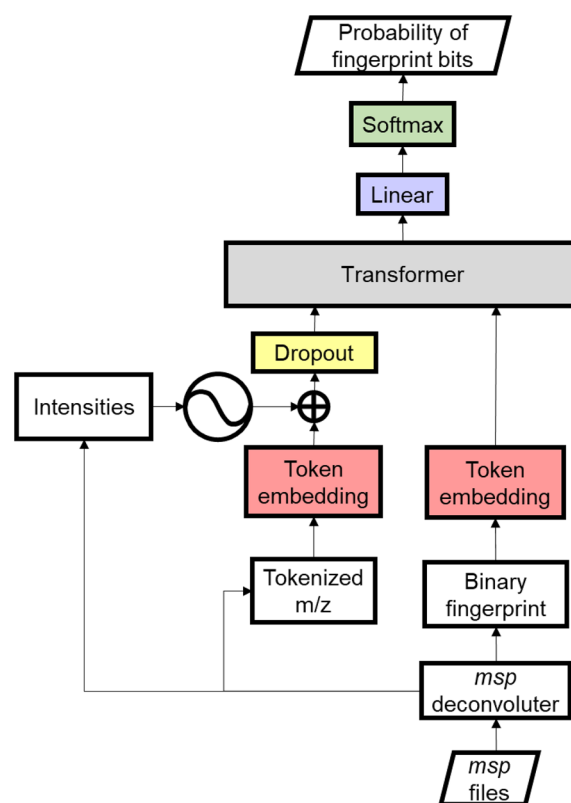 Probability of
fingerprint bits
Softmax
Linear
Transformer
Dropout
Intensities
Token
embedding
Token
embedding
Tokenized
m/z
Binary
fingerprint
msp
deconvoluter
msp
files